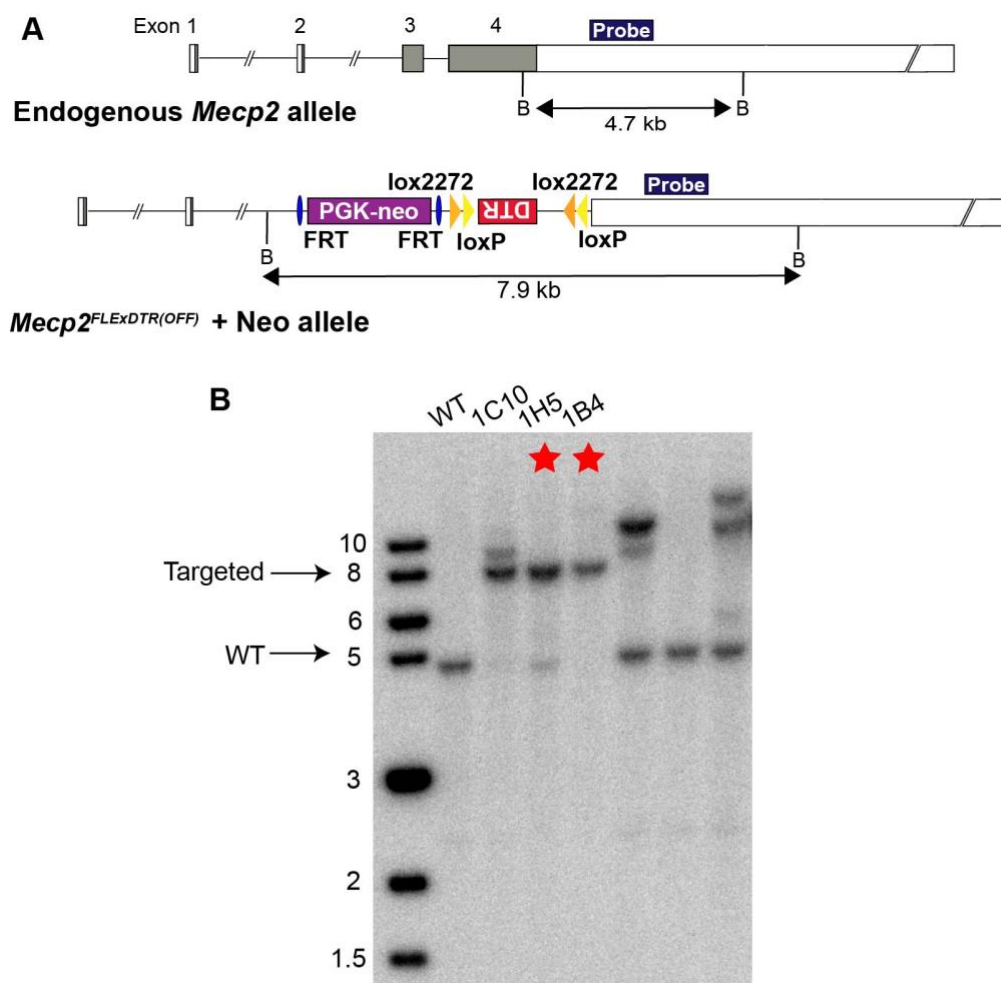 A
Exon 1 2 3 4
Probe
B B
Endogenous Mecp2 allele
4.7 kb
lox2272 lox2272 Probe
PGK-neo DTR
FRT FRT loxP loxP
B B
7.9 kb
Mecp2FLExDTR(OFF) + Neo allele
B
WT 1C10 1H5 1B4
10
Targeted 8
6
WT 5
3
2
1.5